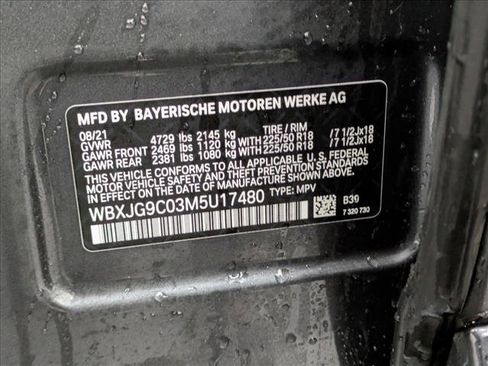 MFD BY BAYERISCHE MOTOREN WERKE AG
08/21
GVWR 4729 lbs 2145 kg TIRE / RIM
GAWR FRONT 2469 lbs 1120 kg WITH 225/50 R18 / 7 1/2Jx18
GAWR REAR 2381 lbs 1080 kg WITH 225/50 R18 / 7 1/2Jx18
THIS VEHICLE CONFORMS TO ALL APPLICABLE U. S. FEDERAL
MOTOR VEHICLE SAFETY, BUMPER, AND THEFT PREVENTION
STANDARDS IN EFFECT ON THE DATE OF MANUFACTURE SHOWN ABOVE.
WBXJG9C03M5U17480 TYPE: MPV
B39
7 320 730